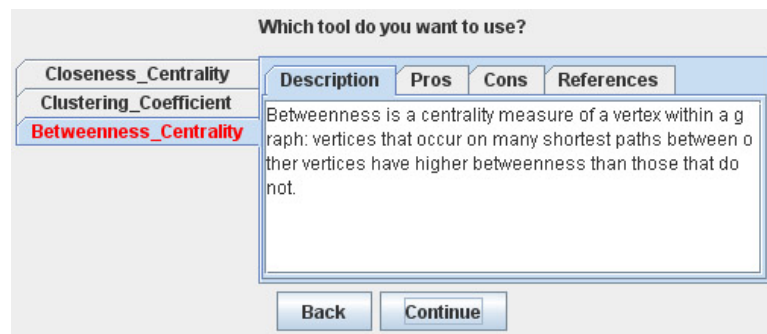 Which tool do you want to use?
Closeness_Centrality
Clustering_Coefficient
Betweenness_Centrality
Description Pros Cons References
Betweenness is a centrality measure of a vertex within a g
raph: vertices that occur on many shortest paths between o
ther vertices have higher betweenness than those that do
not.
Back Continue